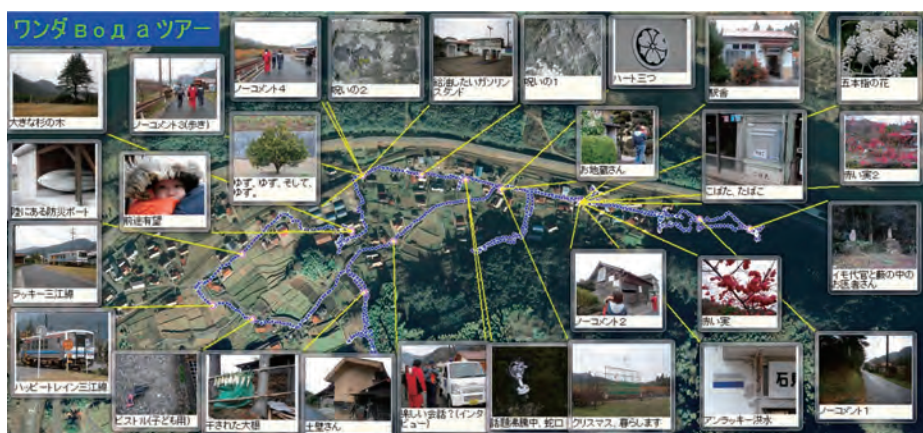 ワンダ вода ツアー
大きな杉の木
ノーコメント3(歩き)
ノーコメント4
呪いの2
給油したいガソリン
スタンド
呪いの1
ハート三つ
駅舎
五本指の花
陸にある防災ボート
前途有望
ゆず、ゆず、そして、
ゆず。
お地蔵さん
こばた、たばこ
赤い実2
ラッキー三江線
イモ代官と藪の中の
お医者さん
ハッピートレイン三江線
ピストル(子ども用)
干された大根
土壁さん
楽しい会話?(インタ
ビュー)
話題沸騰中、蛇口
クリスマス、暮らします
ノーコメント2
赤い実
アンラッキー洪水
ノーコメント1